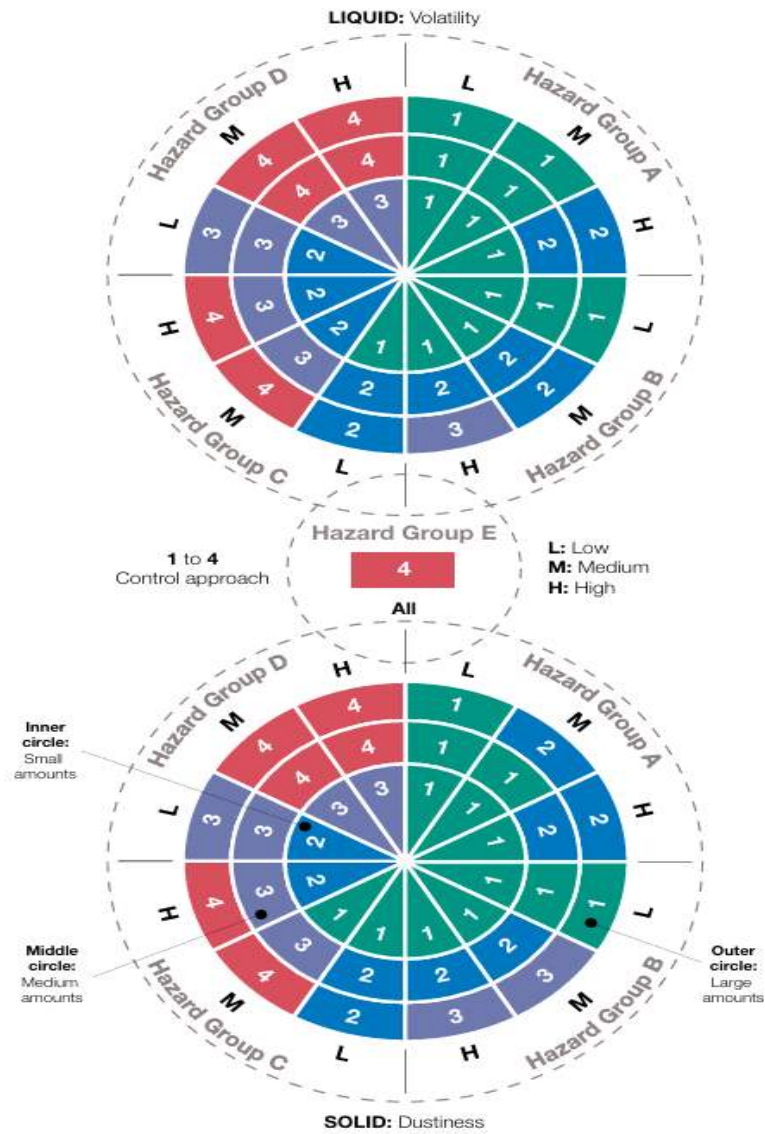 LIQUID: Volatility
Hazard Group D
Hazard Group A
H L
M M
L H
4 1
4 4 1 1
4 3 3 1 1 1
3 3 2 1 2 2
4 3 2 1 1 1
4 3 2 1 1 1 2 2
2 2 2 3
H L
M M
L H
Hazard Group C
Hazard Group B
Hazard Group E
1 to 4
Control approach
4
L: Low
M: Medium
H: High
All
Hazard Group D
Hazard Group A
H L
M M
L H
4 1
4 4 1 2
4 3 3 1 1 1
3 3 2 1 2 2
4 3 2 1 1 1
4 3 1 1 1 1 2 3
2 2 2 3
H L
M M
L H
Hazard Group C
Hazard Group B
Inner
circle:
Small
amounts
Middle
circle:
Medium
amounts
Outer
circle:
Large
amounts
SOLID: Dustiness